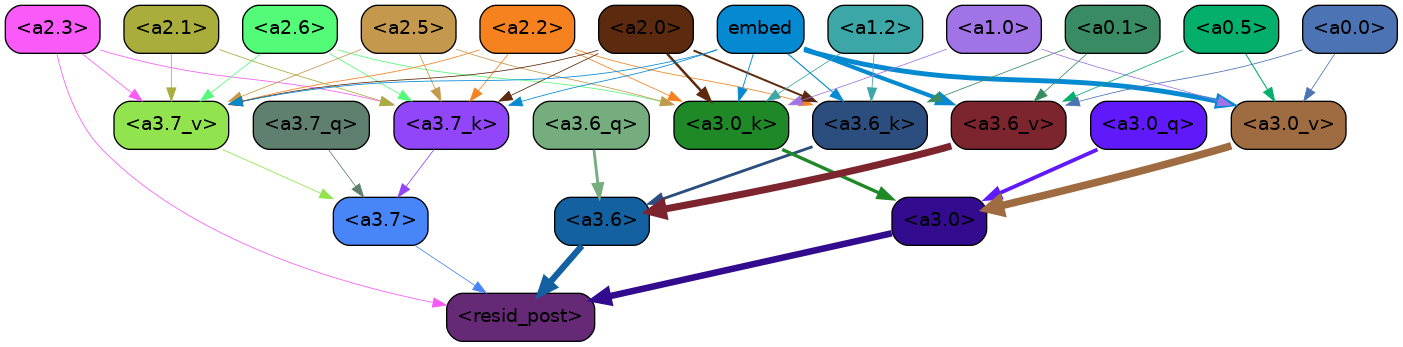 <a2.3> <a2.1> <a2.6> <a2.5> <a2.2> <a2.0> embed <a1.2> <a1.0> <a0.1> <a0.5> <a0.0>
<a3.7_v> <a3.7_q> <a3.7_k> <a3.6_q> <a3.0_k> <a3.6_k> <a3.6_v> <a3.0_q> <a3.0_v>
<a3.7> <a3.6> <a3.0>
<resid_post>